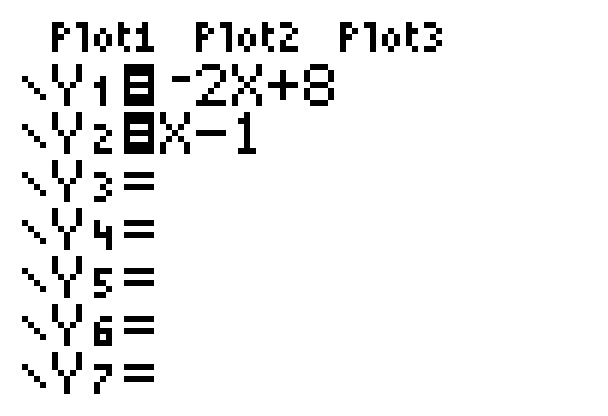 Plot1 Plot2 Plot3
\Y₁=-2X+8
\Y₂=X-1
\Y₃=
\Y₄=
\Y₅=
\Y₆=
\Y₇=